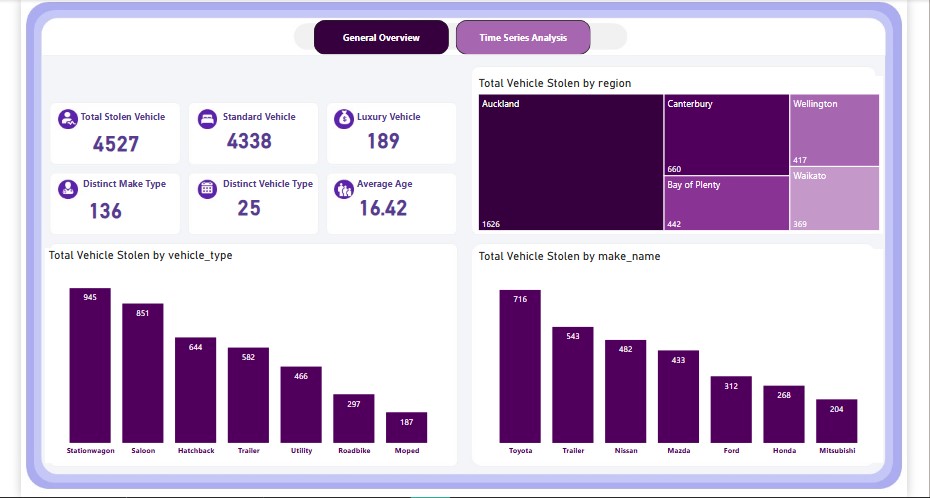 General Overview
Time Series Analysis
Total Stolen Vehicle
4527
Standard Vehicle
4338
Luxury Vehicle
189
Distinct Make Type
136
Distinct Vehicle Type
25
Average Age
16.42
Total Vehicle Stolen by region
Auckland
1626
Canterbury
660
Bay of Plenty
442
Wellington
417
Waikato
369
Total Vehicle Stolen by vehicle_type
945
851
644
582
466
297
187
Stationwagon
Saloon
Hatchback
Trailer
Utility
Roadbike
Moped
Total Vehicle Stolen by make_name
716
543
482
433
312
268
204
Toyota
Trailer
Nissan
Mazda
Ford
Honda
Mitsubishi